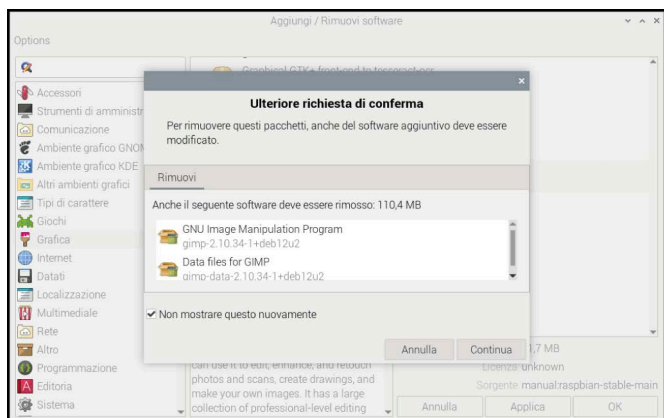 Aggiungi / Rimuovi software
Options
Graphical GTK+ front-end to tesseract-ocr
Accessori
Strumenti di amministr
Comunicazione
Ambiente grafico GNOM
Ambiente grafico KDE
Altri ambienti grafici
Tipi di carattere
Giochi
Grafica
Internet
Datati
Localizzazione
Multimediale
Rete
Altro
Programmazione
Editoria
Sistema
Ulteriore richiesta di conferma
Per rimuovere questi pacchetti, anche del software aggiuntivo deve essere
modificato.
Rimuovi
Anche il seguente software deve essere rimosso: 110,4 MB
GNU Image Manipulation Program
gimp-2.10.34-1+deb12u2
Data files for GIMP
gimp-data-2.10.34-1+deb12u2
Non mostrare questo nuovamente
Annulla Continua
can use it to edit, enhance, and retouch
photos and scans, create drawings, and
make your own images. It has a large
collection of professional-level editing
1,7 MB
Licenza unknown
Sorgente manual:raspbian-stable-main
Annulla Applica OK